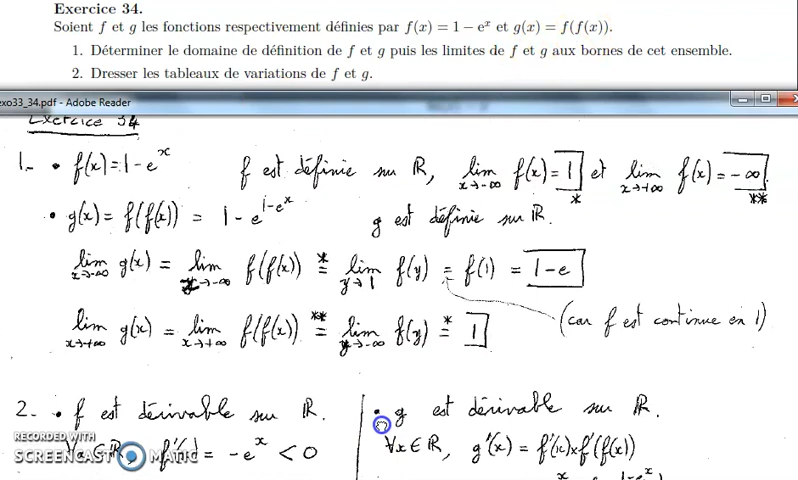 Exercice 34.
Soient f et g les fonctions respectivement définies par f(x) = 1 − eˣ et g(x) = f(f(x)).
1. Déterminer le domaine de définition de f et g puis les limites de f et g aux bornes de cet ensemble.
2. Dresser les tableaux de variations de f et g.
exo33_34.pdf - Adobe Reader
Exercice 34
1- • f(x) = 1 - eˣ f est définie sur ℝ, lim x→-∞ f(x) = 1 * et lim x→+∞ f(x) = -∞ **
• g(x) = f(f(x)) = 1 - e^(1-eˣ) g est définie sur ℝ.
lim x→-∞ g(x) = lim x→-∞ f(f(x)) =* lim y→1 f(y) = f(1) = 1-e
(car f est continue en 1)
lim x→+∞ g(x) = lim x→+∞ f(f(x)) =** lim y→-∞ f(y) =* 1
2- • f est dérivable sur ℝ.
∀x ∈ ℝ, f'(x) = -eˣ < 0
• g est dérivable sur ℝ.
∀x ∈ ℝ, g'(x) = f'(x) × f'(f(x))
RECORDED WITH
SCREENCAST MATIC